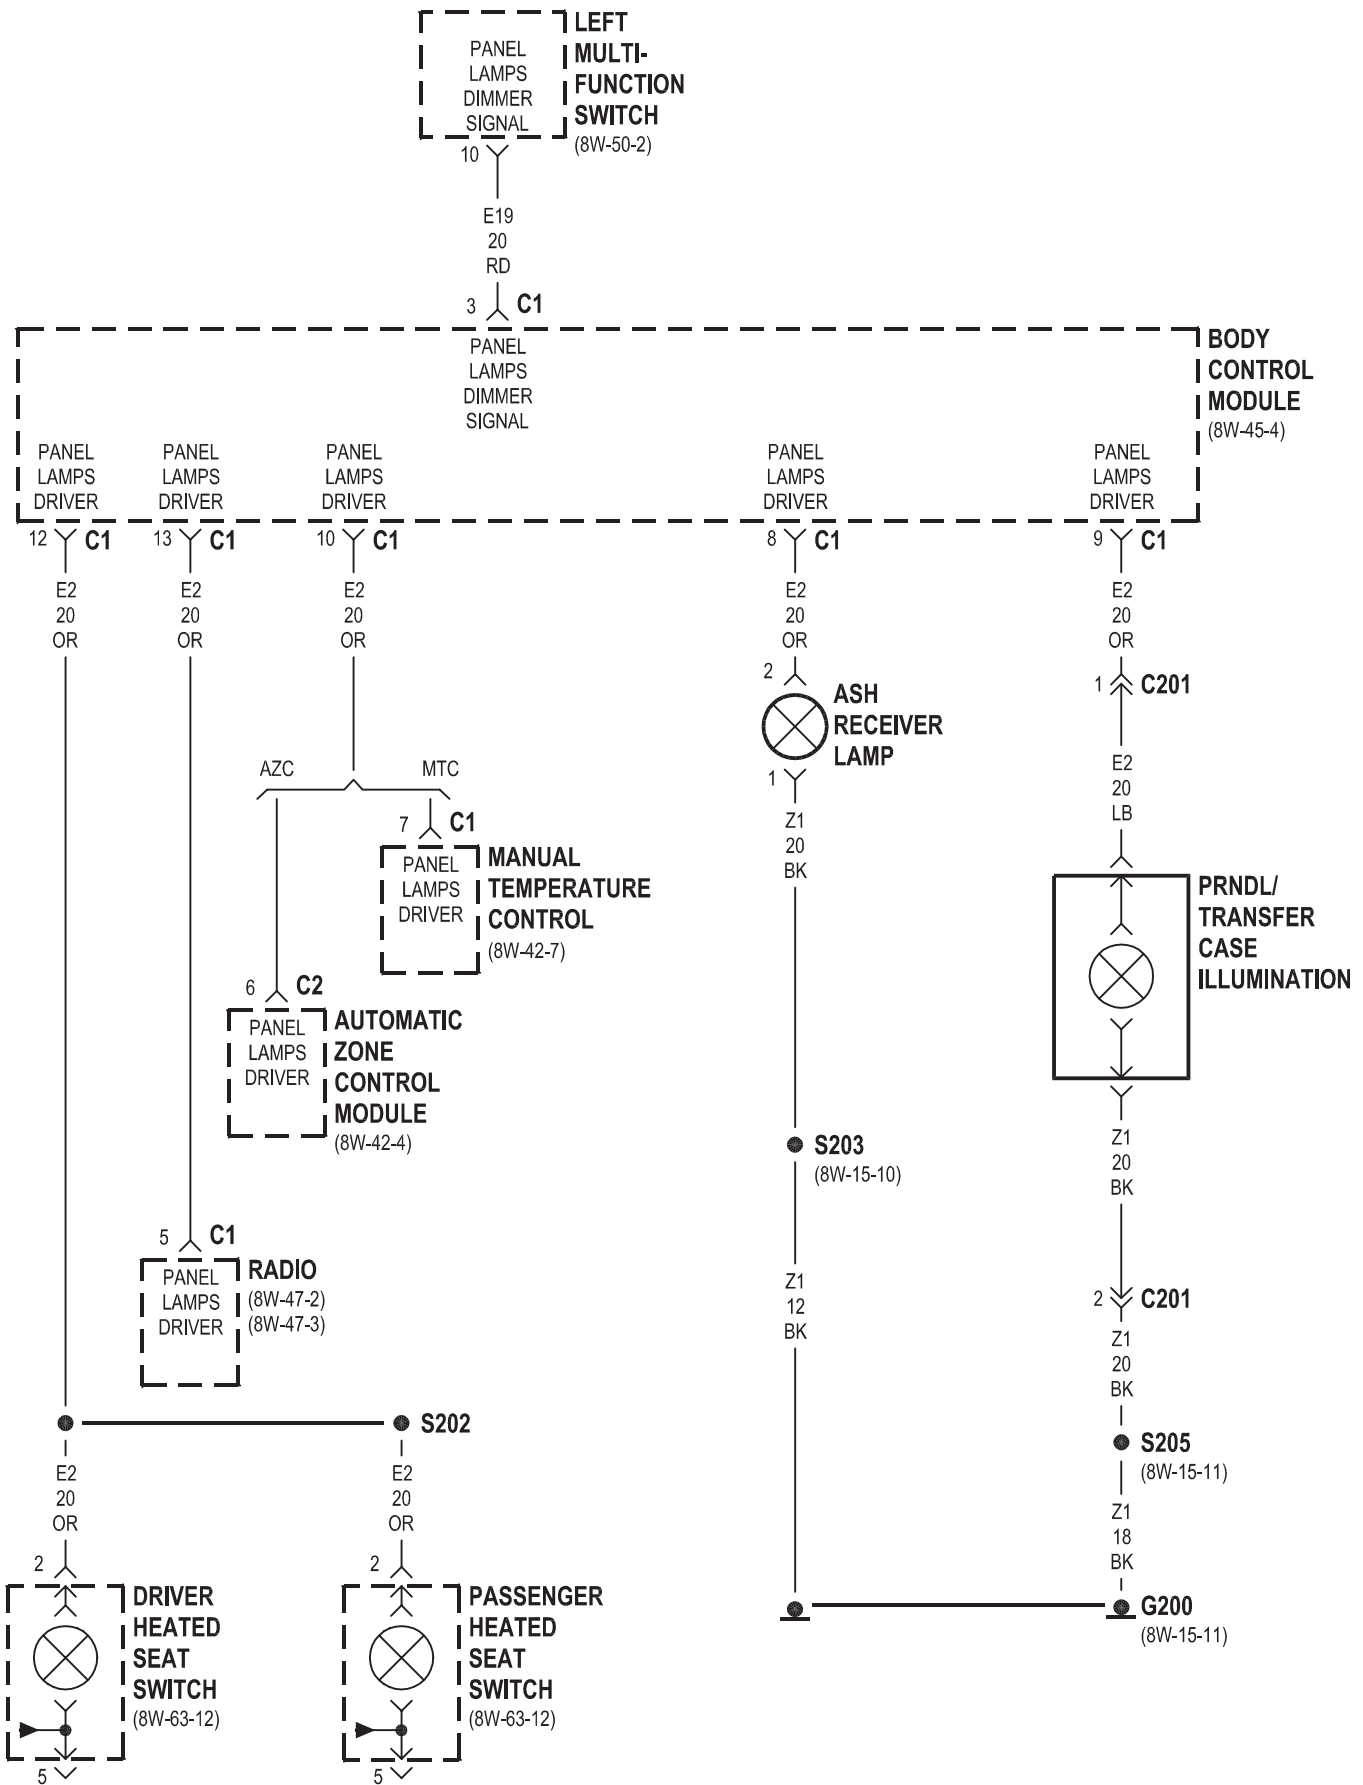 LEFT
MULTI-
FUNCTION
SWITCH
(8W-50-2)
PANEL
LAMPS
DIMMER
SIGNAL
10
E19
20
RD
3
C1
BODY
CONTROL
MODULE
(8W-45-4)
PANEL
LAMPS
DIMMER
SIGNAL
PANEL
LAMPS
DRIVER
PANEL
LAMPS
DRIVER
PANEL
LAMPS
DRIVER
PANEL
LAMPS
DRIVER
PANEL
LAMPS
DRIVER
12
C1
13
C1
10
C1
8
C1
9
C1
E2
20
OR
E2
20
OR
E2
20
OR
E2
20
OR
E2
20
OR
2
ASH
RECEIVER
LAMP
1
1
C201
AZC
MTC
E2
20
LB
Z1
20
BK
7
C1
PANEL
LAMPS
DRIVER
MANUAL
TEMPERATURE
CONTROL
(8W-42-7)
PRNDL/
TRANSFER
CASE
ILLUMINATION
6
C2
PANEL
LAMPS
DRIVER
AUTOMATIC
ZONE
CONTROL
MODULE
(8W-42-4)
S203
(8W-15-10)
Z1
20
BK
5
C1
PANEL
LAMPS
DRIVER
RADIO
(8W-47-2)
(8W-47-3)
Z1
12
BK
2
C201
Z1
20
BK
S202
S205
(8W-15-11)
E2
20
OR
E2
20
OR
Z1
18
BK
2
DRIVER
HEATED
SEAT
SWITCH
(8W-63-12)
5
2
PASSENGER
HEATED
SEAT
SWITCH
(8W-63-12)
5
G200
(8W-15-11)